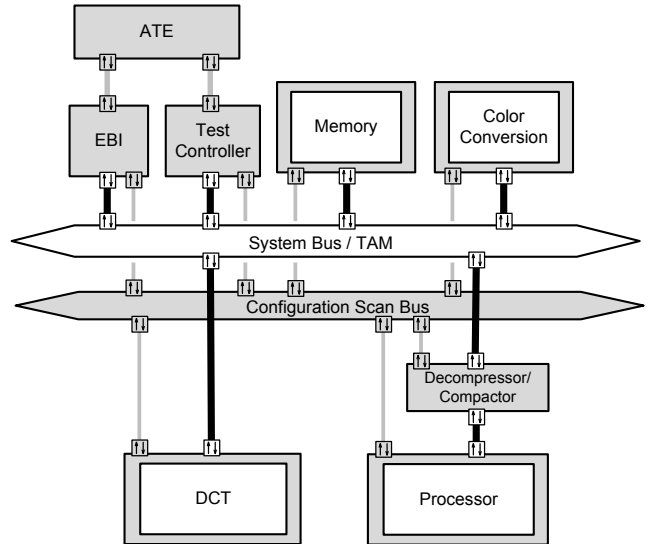 ATE
EBI
Test
Controller
Memory
Color
Conversion
System Bus / TAM
Configuration Scan Bus
Decompressor/
Compactor
DCT
Processor